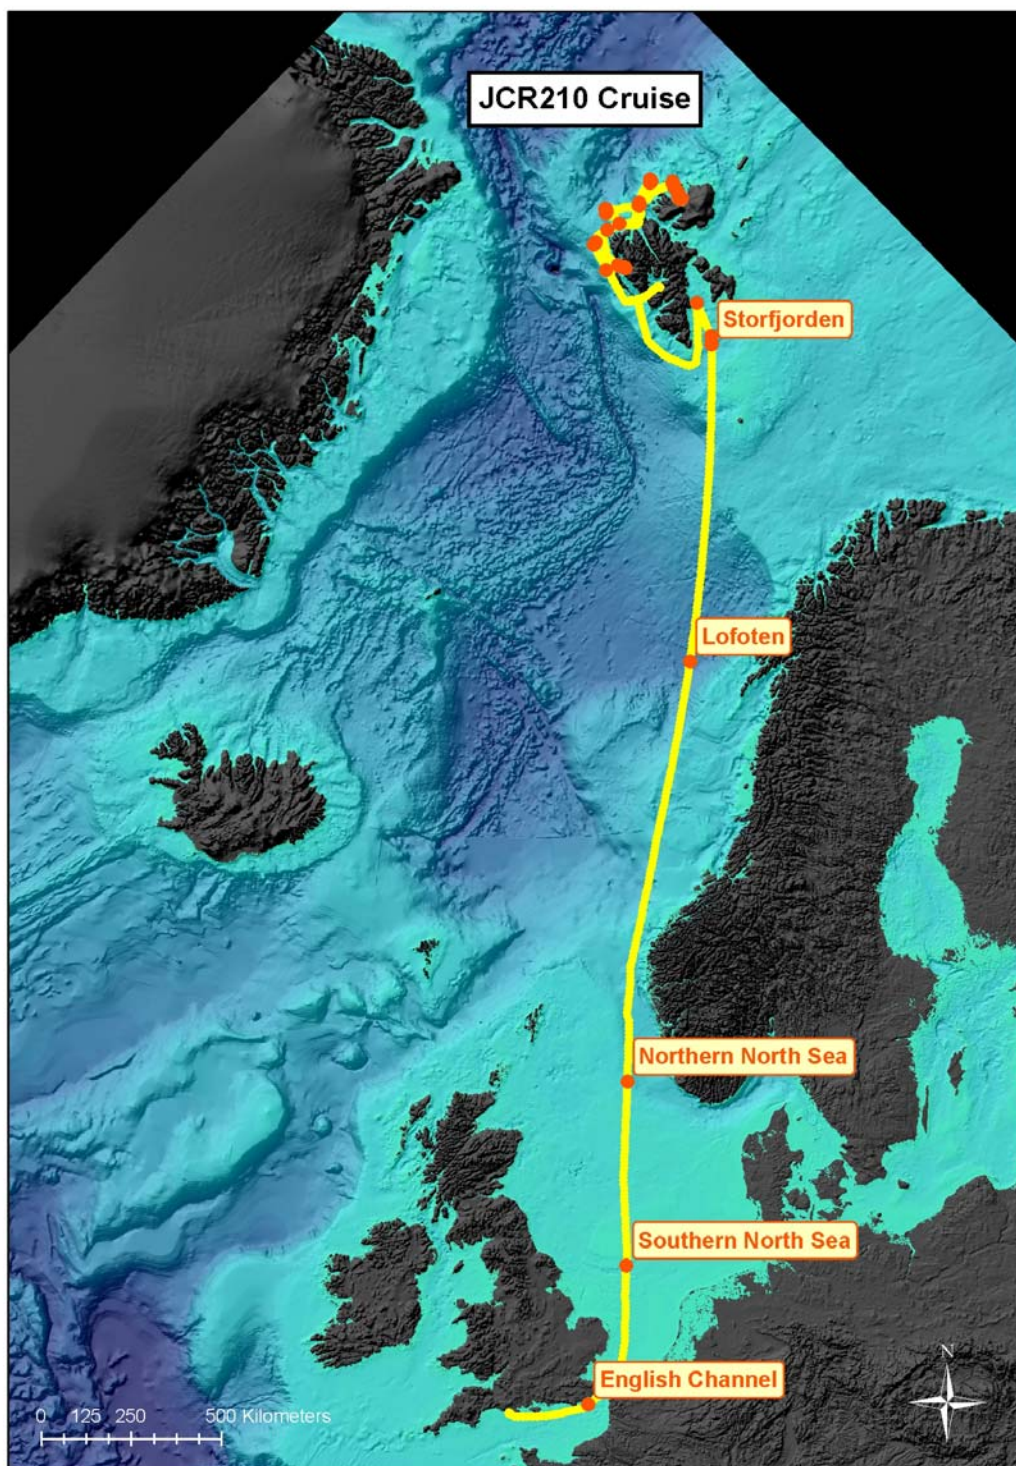 JCR210 Cruise
Storfjorden
Lofoten
Northern North Sea
Southern North Sea
English Channel
N
0 125 250 500 Kilometers